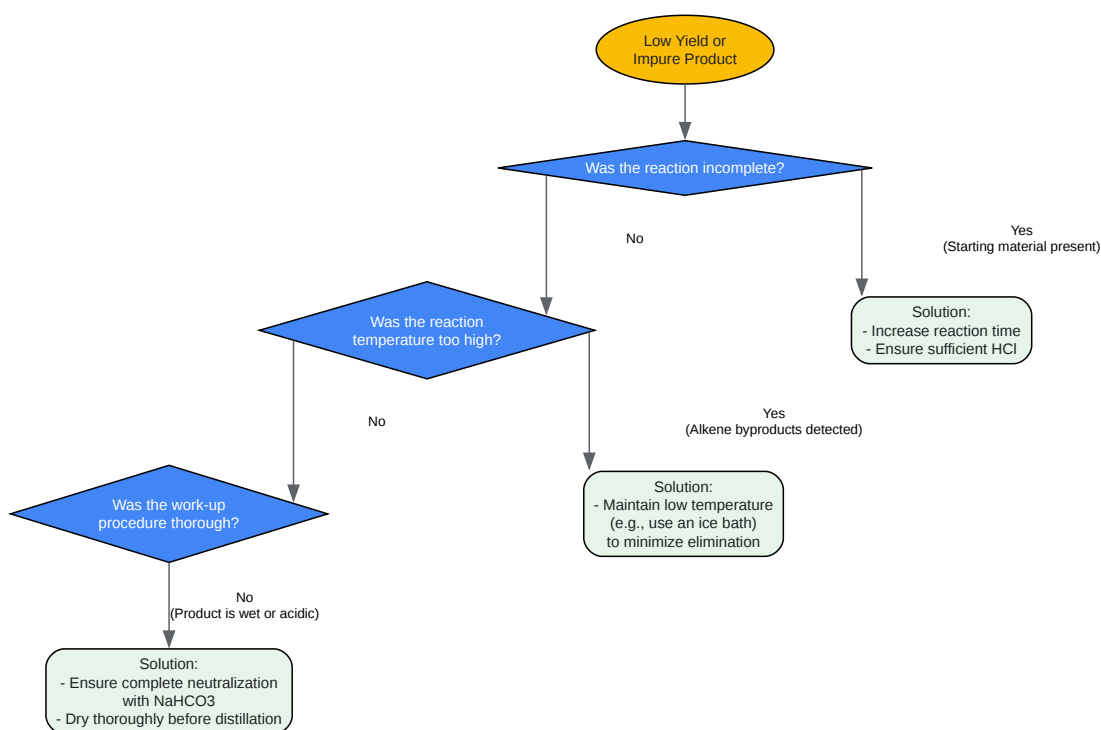 Low Yield or
Impure Product
Was the reaction incomplete?
No
Yes
(Starting material present)
Solution:
- Increase reaction time
- Ensure sufficient HCl
Was the reaction
temperature too high?
No
Yes
(Alkene byproducts detected)
Solution:
- Maintain low temperature
(e.g., use an ice bath)
to minimize elimination
Was the work-up
procedure thorough?
No
(Product is wet or acidic)
Solution:
- Ensure complete neutralization
with NaHCO3
- Dry thoroughly before distillation